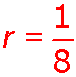 r = 1/8